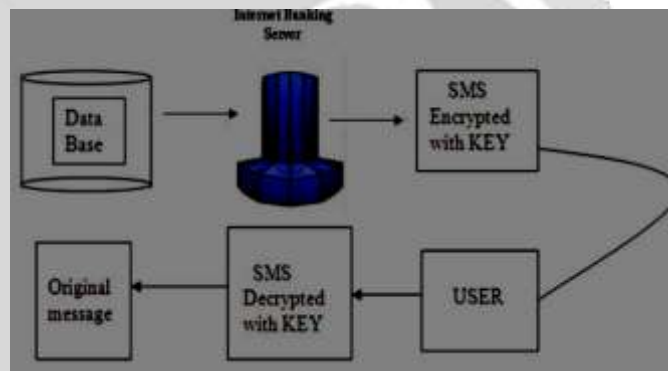 Internet Banking
Server
Data
Base
SMS
Encrypted
with KEY
Original
message
SMS
Decrypted
with KEY
USER